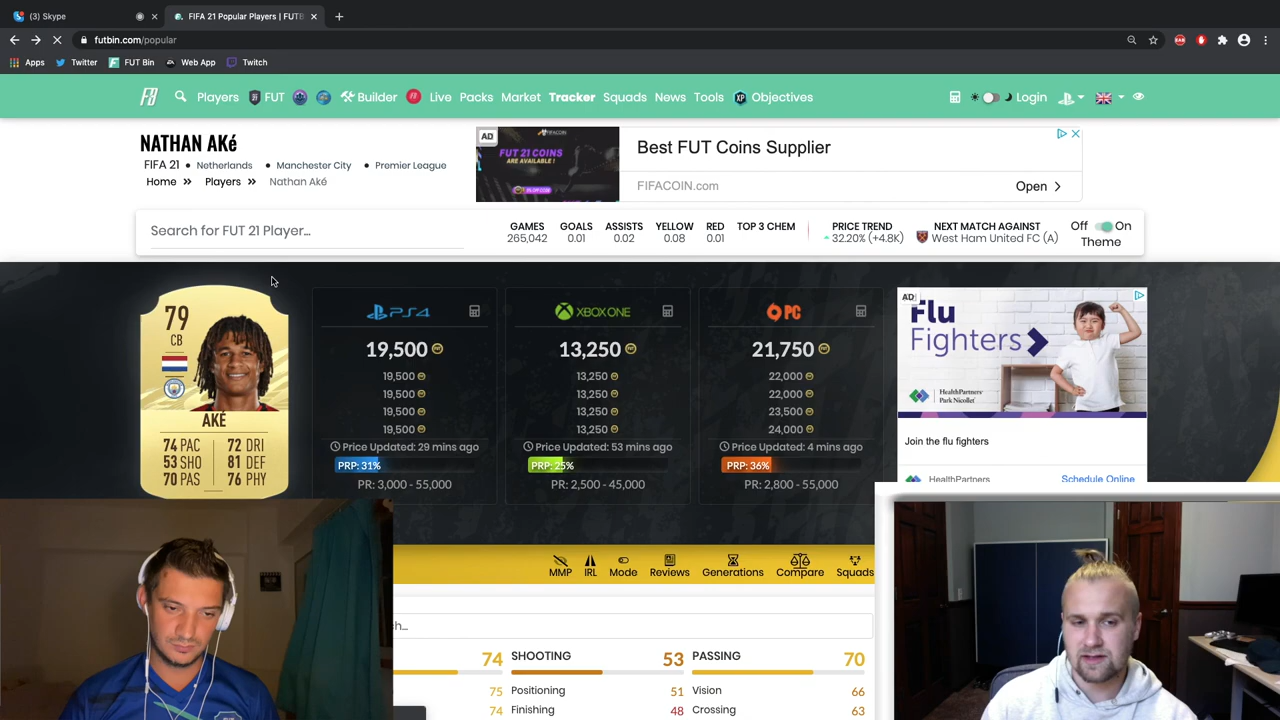 (3) Skype
FIFA 21 Popular Players | FUTB
futbin.com/popular
Apps Twitter FUT Bin Web App Twitch
Players FUT Builder Live Packs Market Tracker Squads News Tools XP Objectives Login
NATHAN AKé
FIFA 21 • Netherlands • Manchester City • Premier League
Home » Players » Nathan Aké
AD
FUT 21 COINS
ARE AVAILABLE !
Best FUT Coins Supplier
FIFACOIN.com
Open
Search for FUT 21 Player...
GAMES GOALS ASSISTS YELLOW RED TOP 3 CHEM PRICE TREND NEXT MATCH AGAINST Off On
265,042 0.01 0.02 0.08 0.01 32.20% (+4.8K) West Ham United FC (A) Theme
79
CB
AKÉ
74 PAC 72 DRI
53 SHO 81 DEF
70 PAS 76 PHY
PS4
19,500
19,500
19,500
19,500
19,500
Price Updated: 29 mins ago
PRP: 31%
PR: 3,000 - 55,000
XBOX ONE
13,250
13,250
13,250
13,250
13,250
Price Updated: 53 mins ago
PRP: 25%
PR: 2,500 - 45,000
PC
21,750
22,000
22,000
23,500
24,000
Price Updated: 4 mins ago
PRP: 36%
PR: 2,800 - 55,000
AD
Flu
Fighters
HealthPartners
Park Nicollet
Join the flu fighters
HealthPartners Schedule Online
MMP IRL Mode Reviews Generations Compare Squads
ch...
74 SHOOTING 53 PASSING 70
75 Positioning 51 Vision 66
74 Finishing 48 Crossing 63